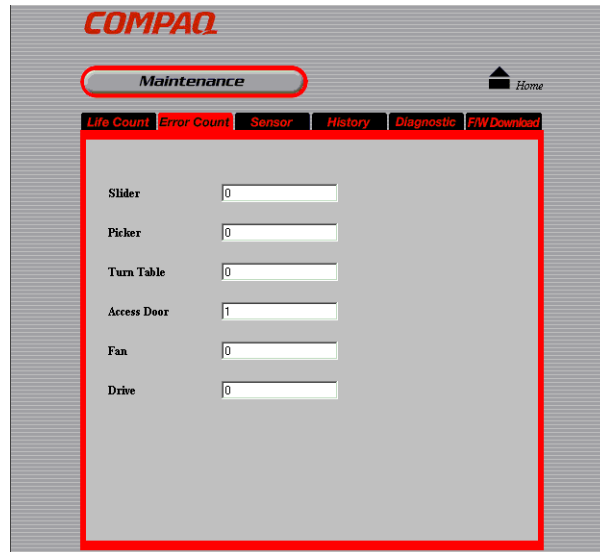 COMPAQ
Maintenance
Home
Life Count Error Count Sensor History Diagnostic F/W Download
Slider 0
Picker 0
Turn Table 0
Access Door 1
Fan 0
Drive 0